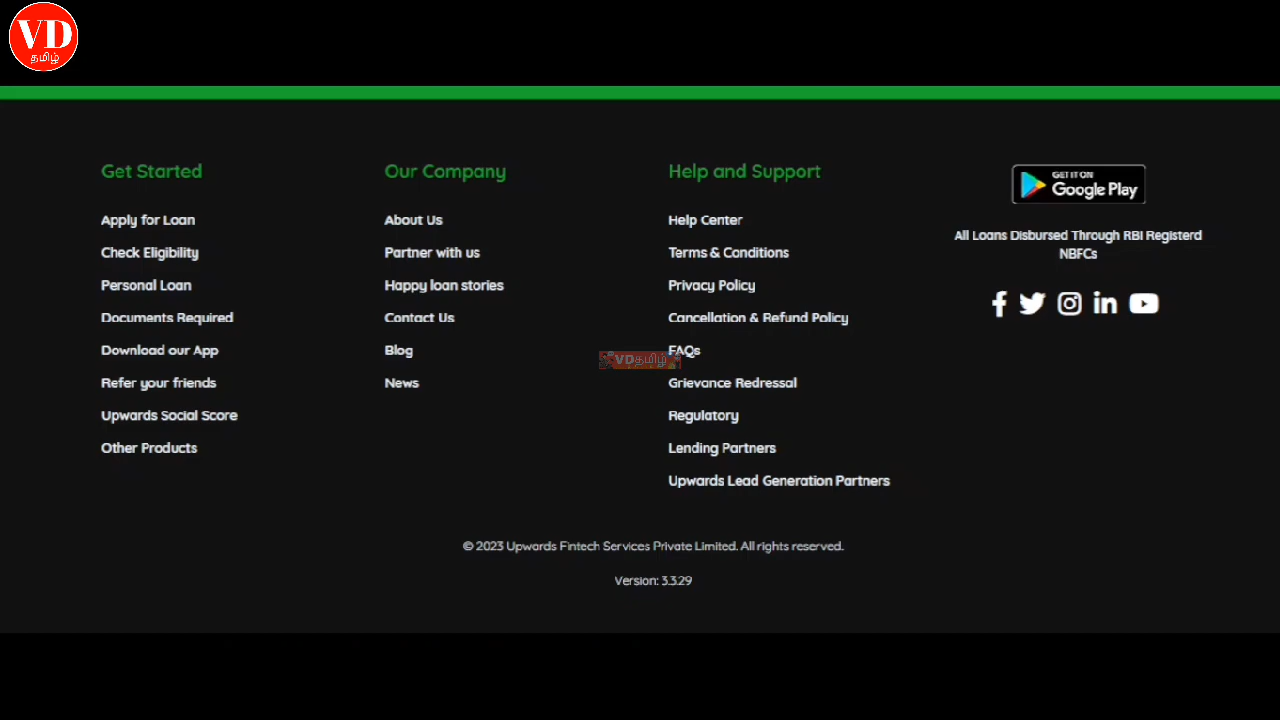 VD
தமிழ்
Get Started
Apply for Loan
Check Eligibility
Personal Loan
Documents Required
Download our App
Refer your friends
Upwards Social Score
Other Products
Our Company
About Us
Partner with us
Happy loan stories
Contact Us
Blog
News
Help and Support
Help Center
Terms & Conditions
Privacy Policy
Cancellation & Refund Policy
FAQs
Grievance Redressal
Regulatory
Lending Partners
Upwards Lead Generation Partners
GET IT ON
Google Play
All Loans Disbursed Through RBI Registerd
NBFCs
VDதமிழ்
© 2023 Upwards Fintech Services Private Limited. All rights reserved.
Version: 3.3.29